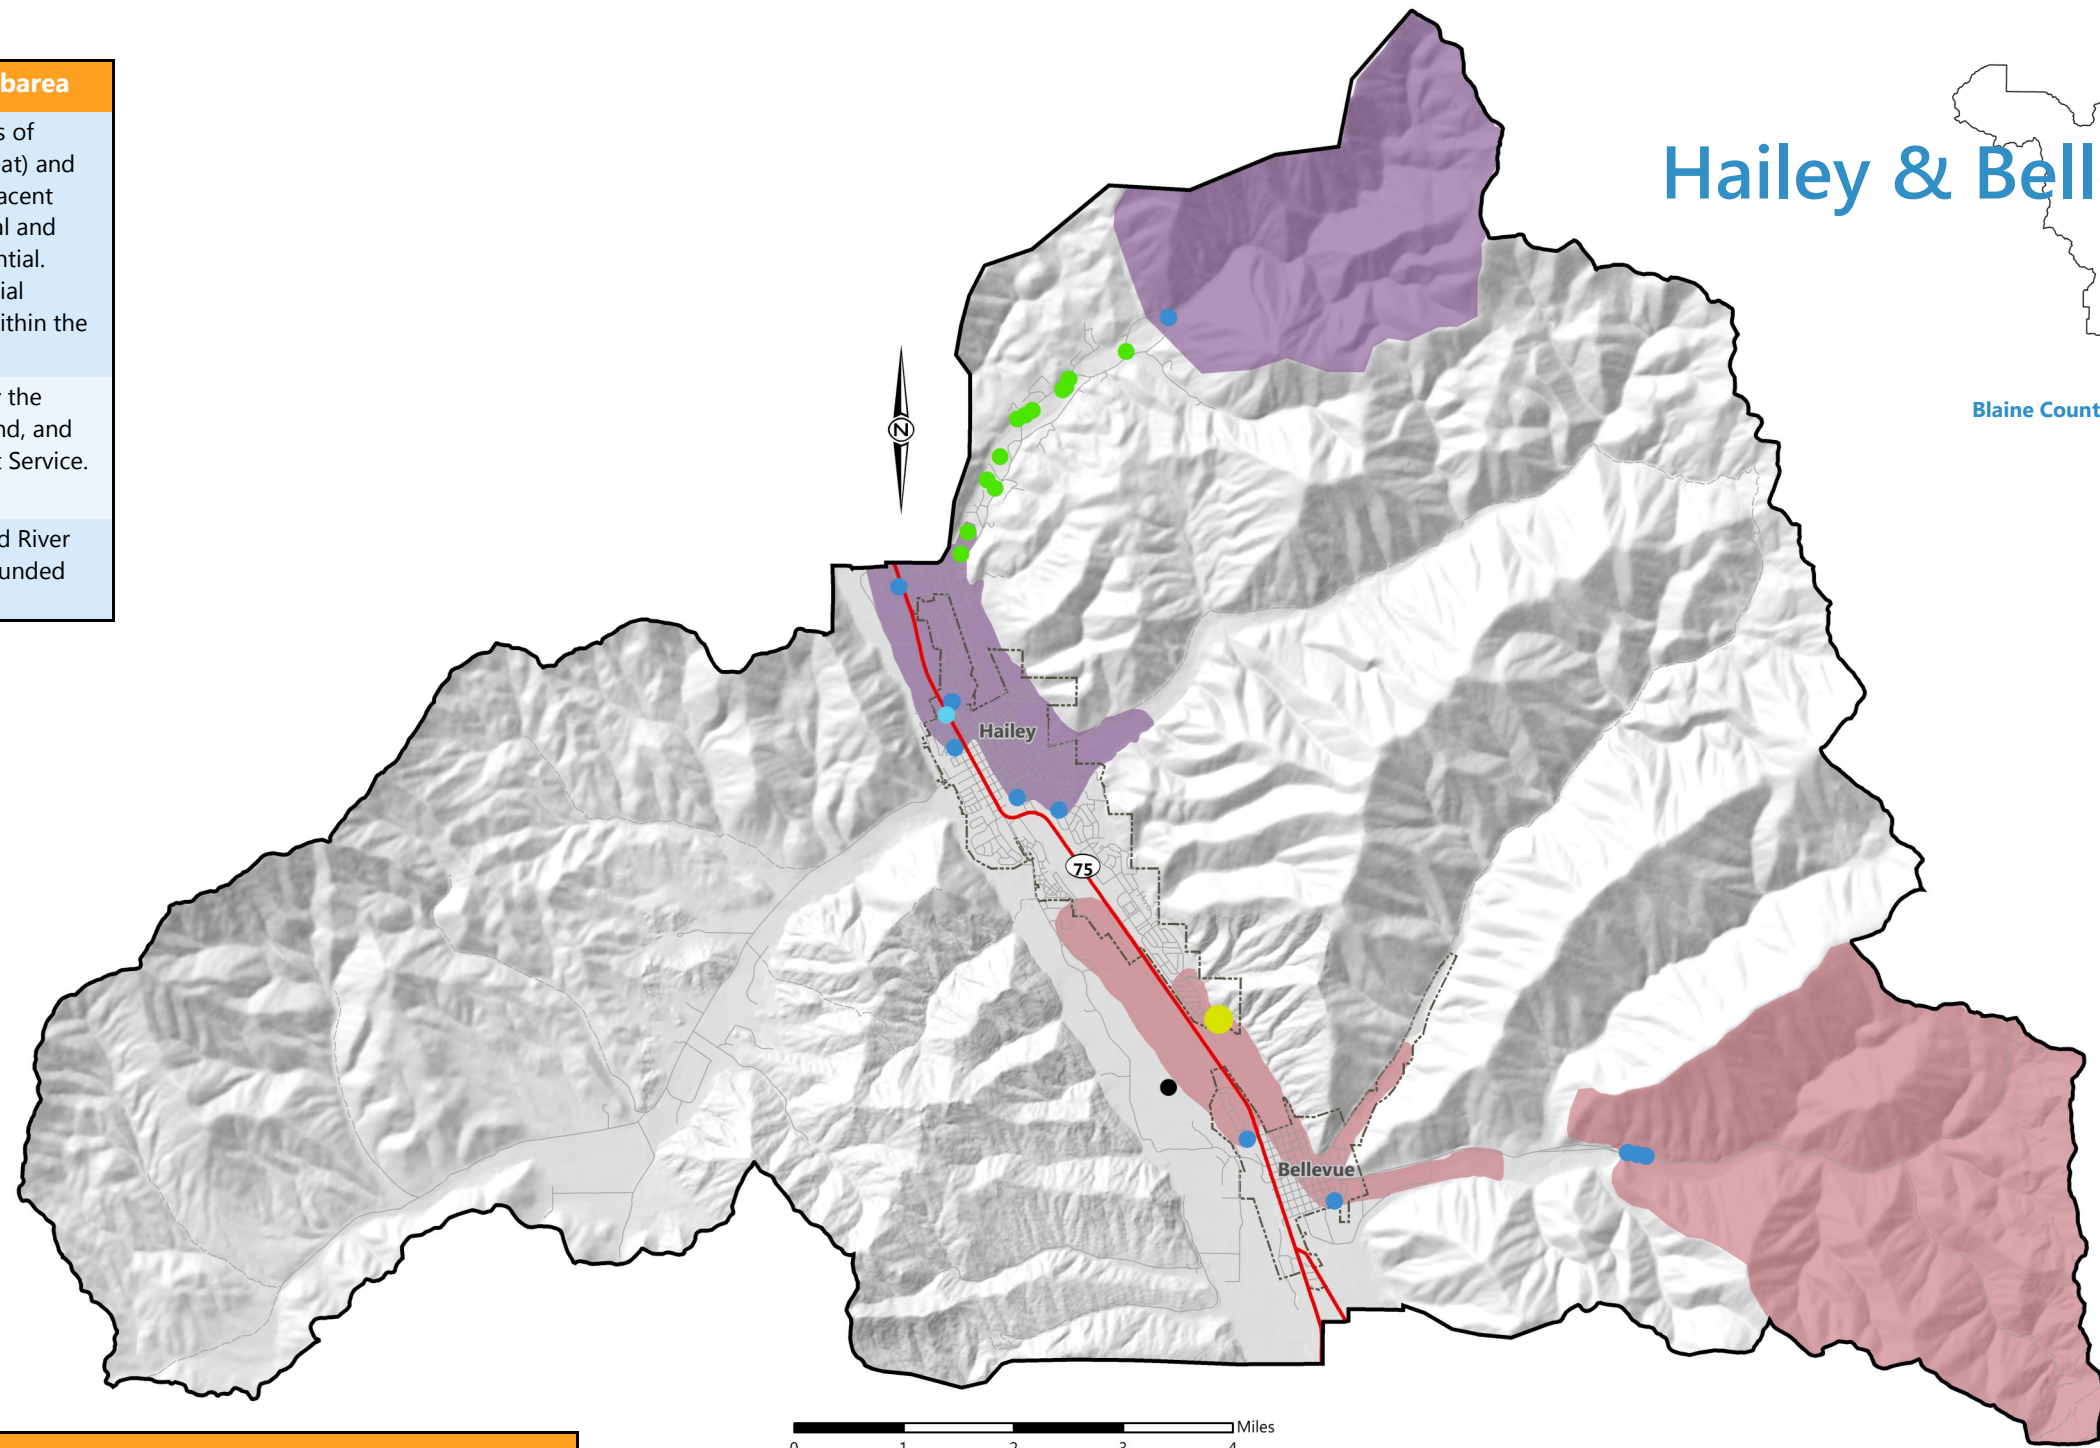 barea
s of
at) and
acent
al and
ntial.
ial
ithin the
y the
nd, and
t Service.
d River
unded
Hailey & Bell
Blaine Count
N
Hailey
75
Bellevue
Miles
0 1 2 3 4